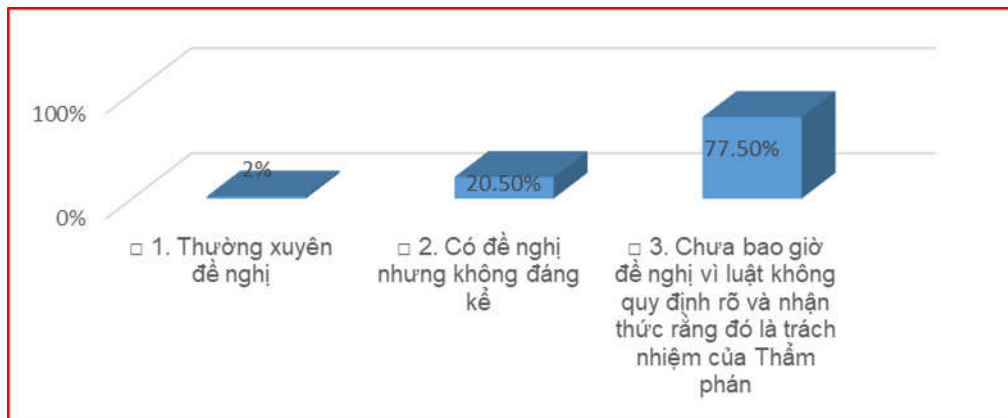 100%
0%
2%
20.50%
77.50%
□ 1. Thường xuyên
đề nghị
□ 2. Có đề nghị
nhưng không đáng
kể
□ 3. Chưa bao giờ
đề nghị vì luật không
quy định rõ và nhận
thức rằng đó là trách
nhiệm của Thẩm
phán